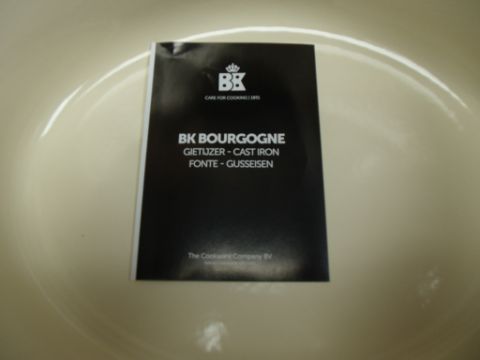 BK
CARE FOR COOKING | 1851
BK BOURGOGNE
GIETIJZER - CAST IRON
FONTE - GUSSEISEN
The Cookware Company BV